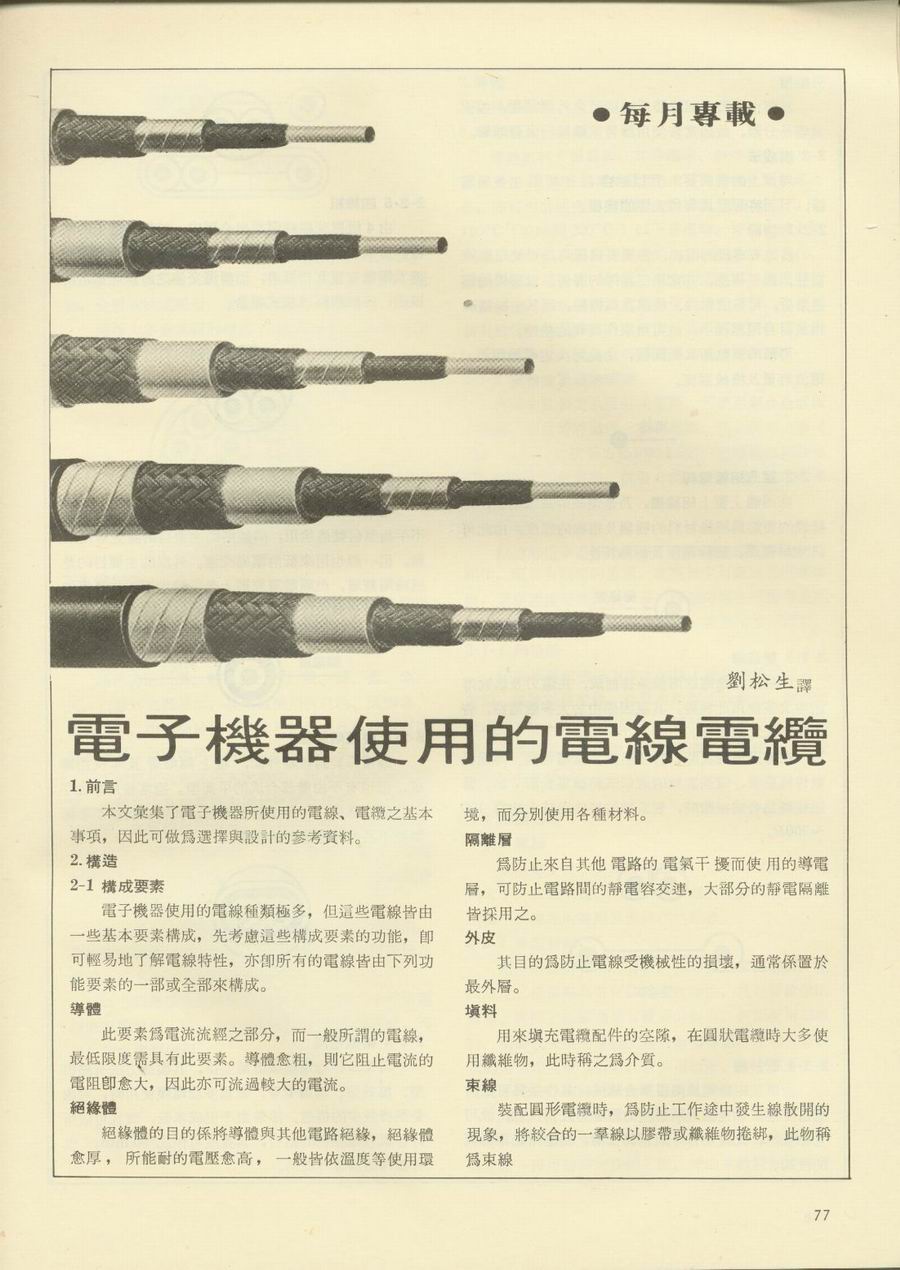 ●每月專載●
劉松生譯
電子機器使用的電線電纜
1.前言
本文彙集了電子機器所使用的電線、電纜之基本
事項，因此可做爲選擇與設計的參考資料。
2.構造
2-1 構成要素
電子機器使用的電線種類極多，但這些電線皆由
一些基本要素構成，先考慮這些構成要素的功能，卽
可輕易地了解電線特性，亦卽所有的電線皆由下列功
能要素的一部或全部來構成。
導體
此要素爲電流流經之部分，而一般所謂的電線，
最低限度需具有此要素。導體愈粗，則它阻止電流的
電阻卽愈大，因此亦可流過較大的電流。
絕緣體
絕緣體的目的係將導體與其他電路絕緣，絕緣體
愈厚，所能耐的電壓愈高，一般皆依溫度等使用環
境，而分別使用各種材料。
隔離層
爲防止來自其他電路的電氣干擾而使用的導電
層，可防止電路間的靜電容交連，大部分的靜電隔離
皆採用之。
外皮
其目的爲防止電線受機械性的損壞，通常係置於
最外層。
塡料
用來塡充電纜配件的空隙，在圓狀電纜時大多使
用纖維物，此時稱之爲介質。
束線
裝配圓形電纜時，爲防止工作途中發生線散開的
現象，將絞合的一羣線以膠帶或纖維物捲綁，此物稱
爲束線
77